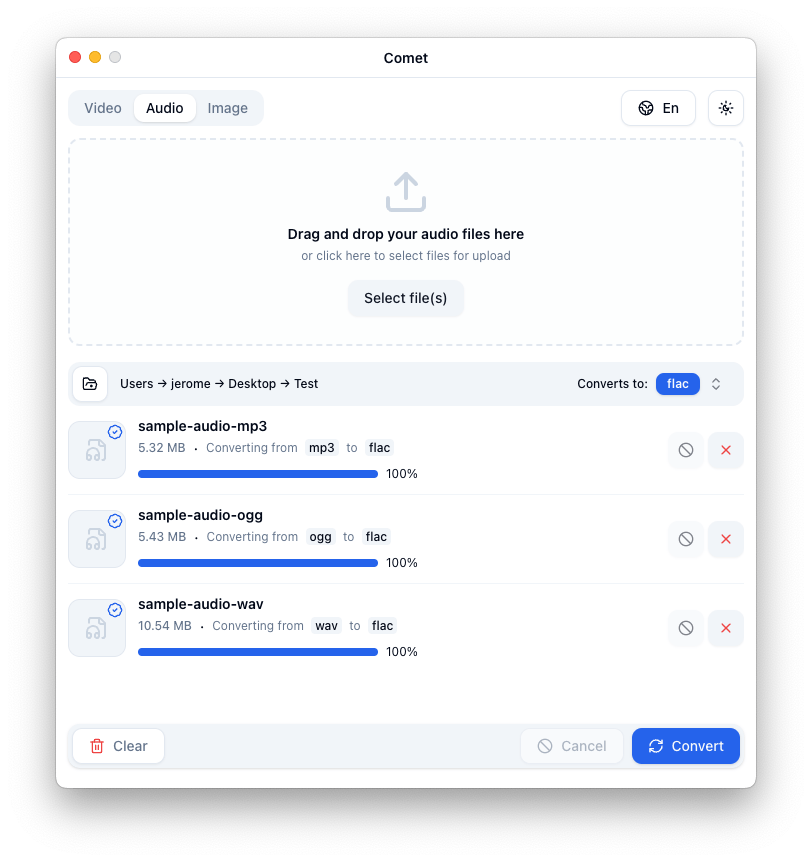 Comet
Video Audio Image En
Drag and drop your audio files here
or click here to select files for upload
Select file(s)
Users → jerome → Desktop → Test Converts to: flac
sample-audio-mp3
5.32 MB • Converting from mp3 to flac
100%
sample-audio-ogg
5.43 MB • Converting from ogg to flac
100%
sample-audio-wav
10.54 MB • Converting from wav to flac
100%
Clear Cancel Convert